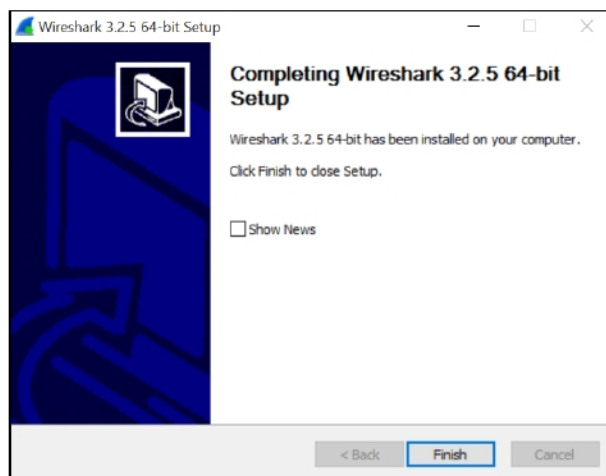 Wireshark 3.2.5 64-bit Setup
Completing Wireshark 3.2.5 64-bit
Setup
Wireshark 3.2.5 64-bit has been installed on your computer.
Click Finish to close Setup.
Show News
< Back Finish Cancel